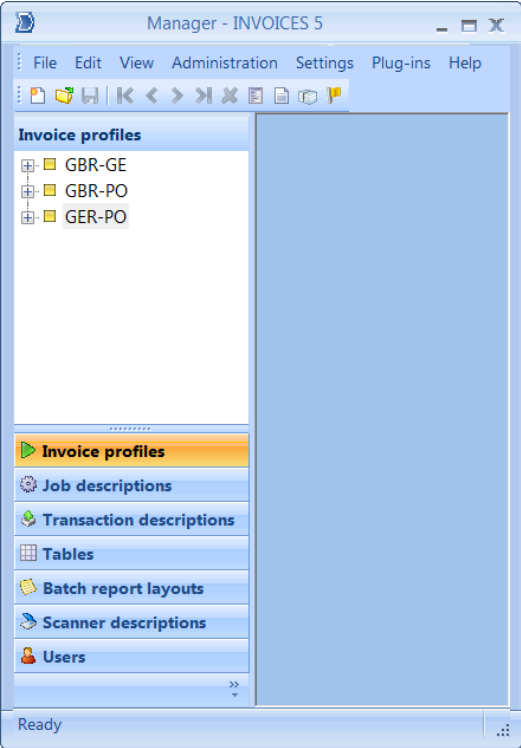 Manager - INVOICES 5
File Edit View Administration Settings Plug-ins Help
Invoice profiles
GBR-GE
GBR-PO
GER-PO
Invoice profiles
Job descriptions
Transaction descriptions
Tables
Batch report layouts
Scanner descriptions
Users
Ready